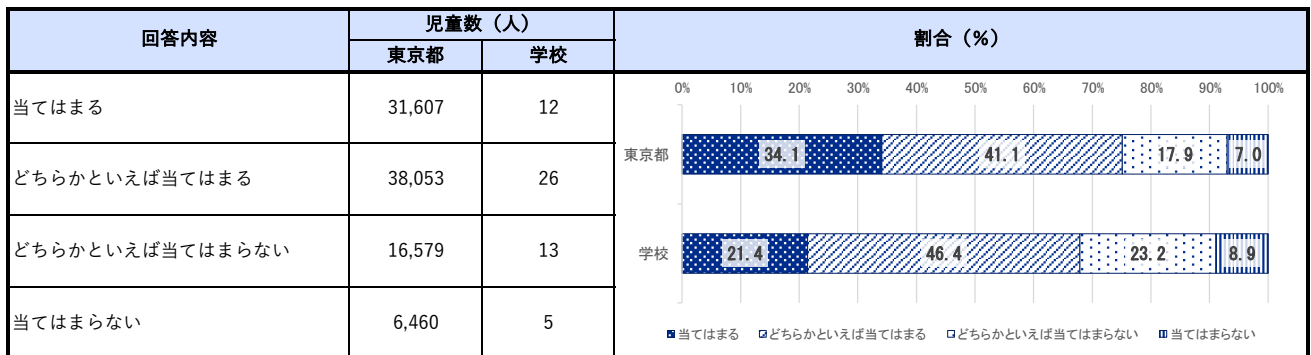 回答内容
児童数（人）
東京都
学校
割合（％）
当てはまる
31,607
12
どちらかといえば当てはまる
38,053
26
どちらかといえば当てはまらない
16,579
13
当てはまらない
6,460
5
0% 10% 20% 30% 40% 50% 60% 70% 80% 90% 100%
東京都 34.1 41.1 17.9 7.0
学校 21.4 46.4 23.2 8.9
当てはまる どちらかといえば当てはまる どちらかといえば当てはまらない 当てはまらない